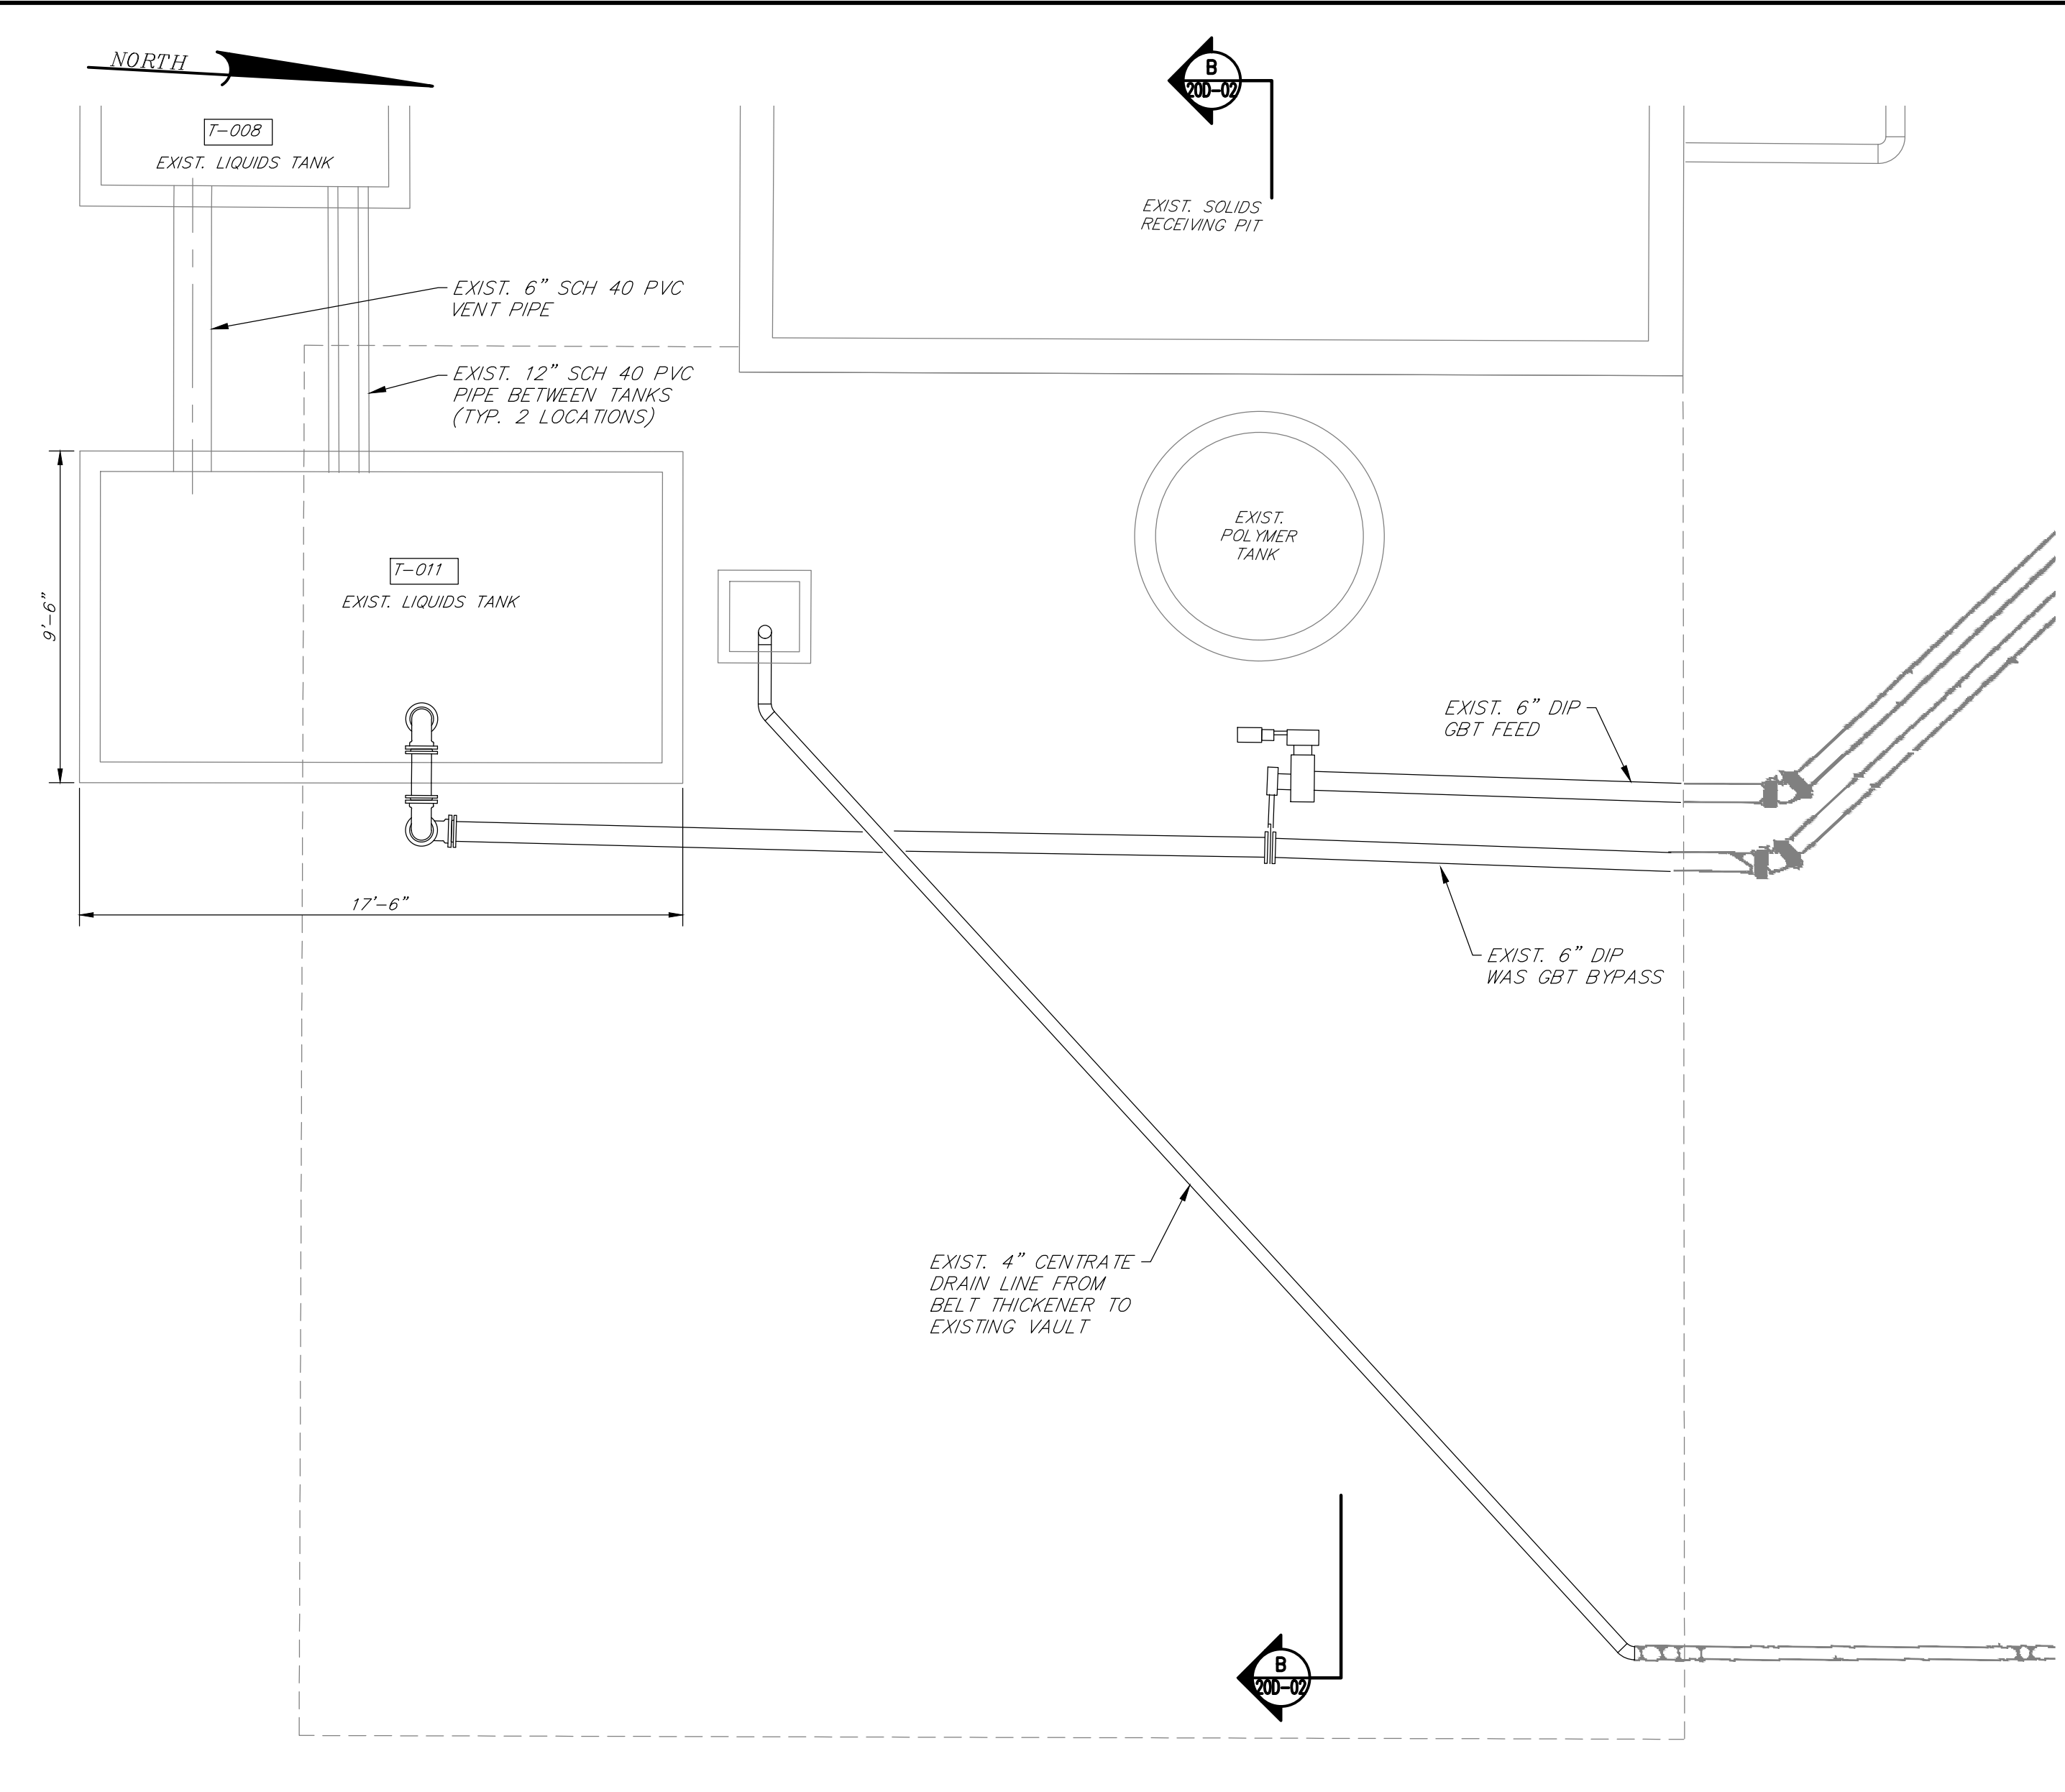 NORTH
B
20D-02
T-008
EXIST. LIQUIDS TANK
EXIST. SOLIDS
RECEIVING PIT
EXIST. 6" SCH 40 PVC
VENT PIPE
EXIST. 12" SCH 40 PVC
PIPE BETWEEN TANKS
(TYP. 2 LOCATIONS)
EXIST.
POLYMER
TANK
T-011
EXIST. LIQUIDS TANK
9'-6"
EXIST. 6" DIP
GBT FEED
17'-6"
EXIST. 6" DIP
WAS GBT BYPASS
EXIST. 4" CENTRATE
DRAIN LINE FROM
BELT THICKENER TO
EXISTING VAULT
B
20D-02